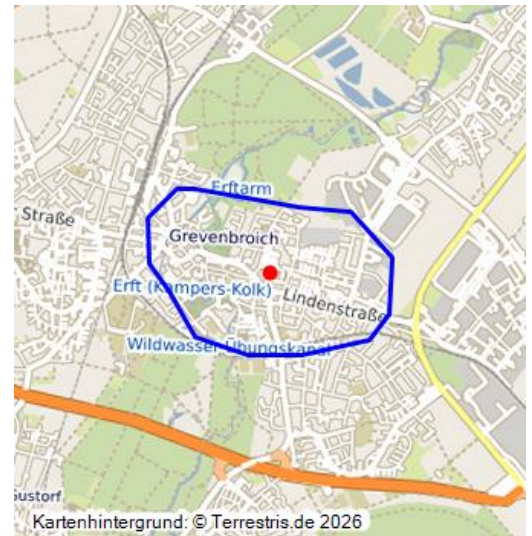 Erftarm
r Straße
Grevenbroich
Erft (Kampers-Kolk)
Lindenstraße
Wildwasser-Übungskanal
Gustorf
Kartenhintergrund: © Terrestris.de 2026